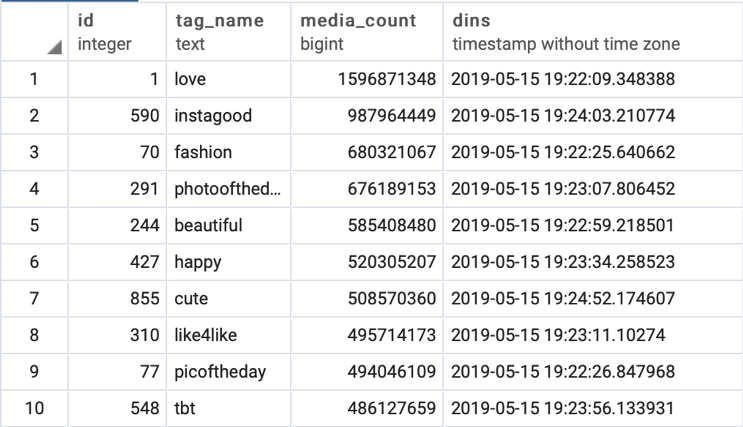 id tag_name media_count dins
integer text bigint timestamp without time zone
1 1 love 1596871348 2019-05-15 19:22:09.348388
2 590 instagood 987964449 2019-05-15 19:24:03.210774
3 70 fashion 680321067 2019-05-15 19:22:25.640662
4 291 photoofthed... 676189153 2019-05-15 19:23:07.806452
5 244 beautiful 585408480 2019-05-15 19:22:59.218501
6 427 happy 520305207 2019-05-15 19:23:34.258523
7 855 cute 508570360 2019-05-15 19:24:52.174607
8 310 like4like 495714173 2019-05-15 19:23:11.10274
9 77 picoftheday 494046109 2019-05-15 19:22:26.847968
10 548 tbt 486127659 2019-05-15 19:23:56.133931